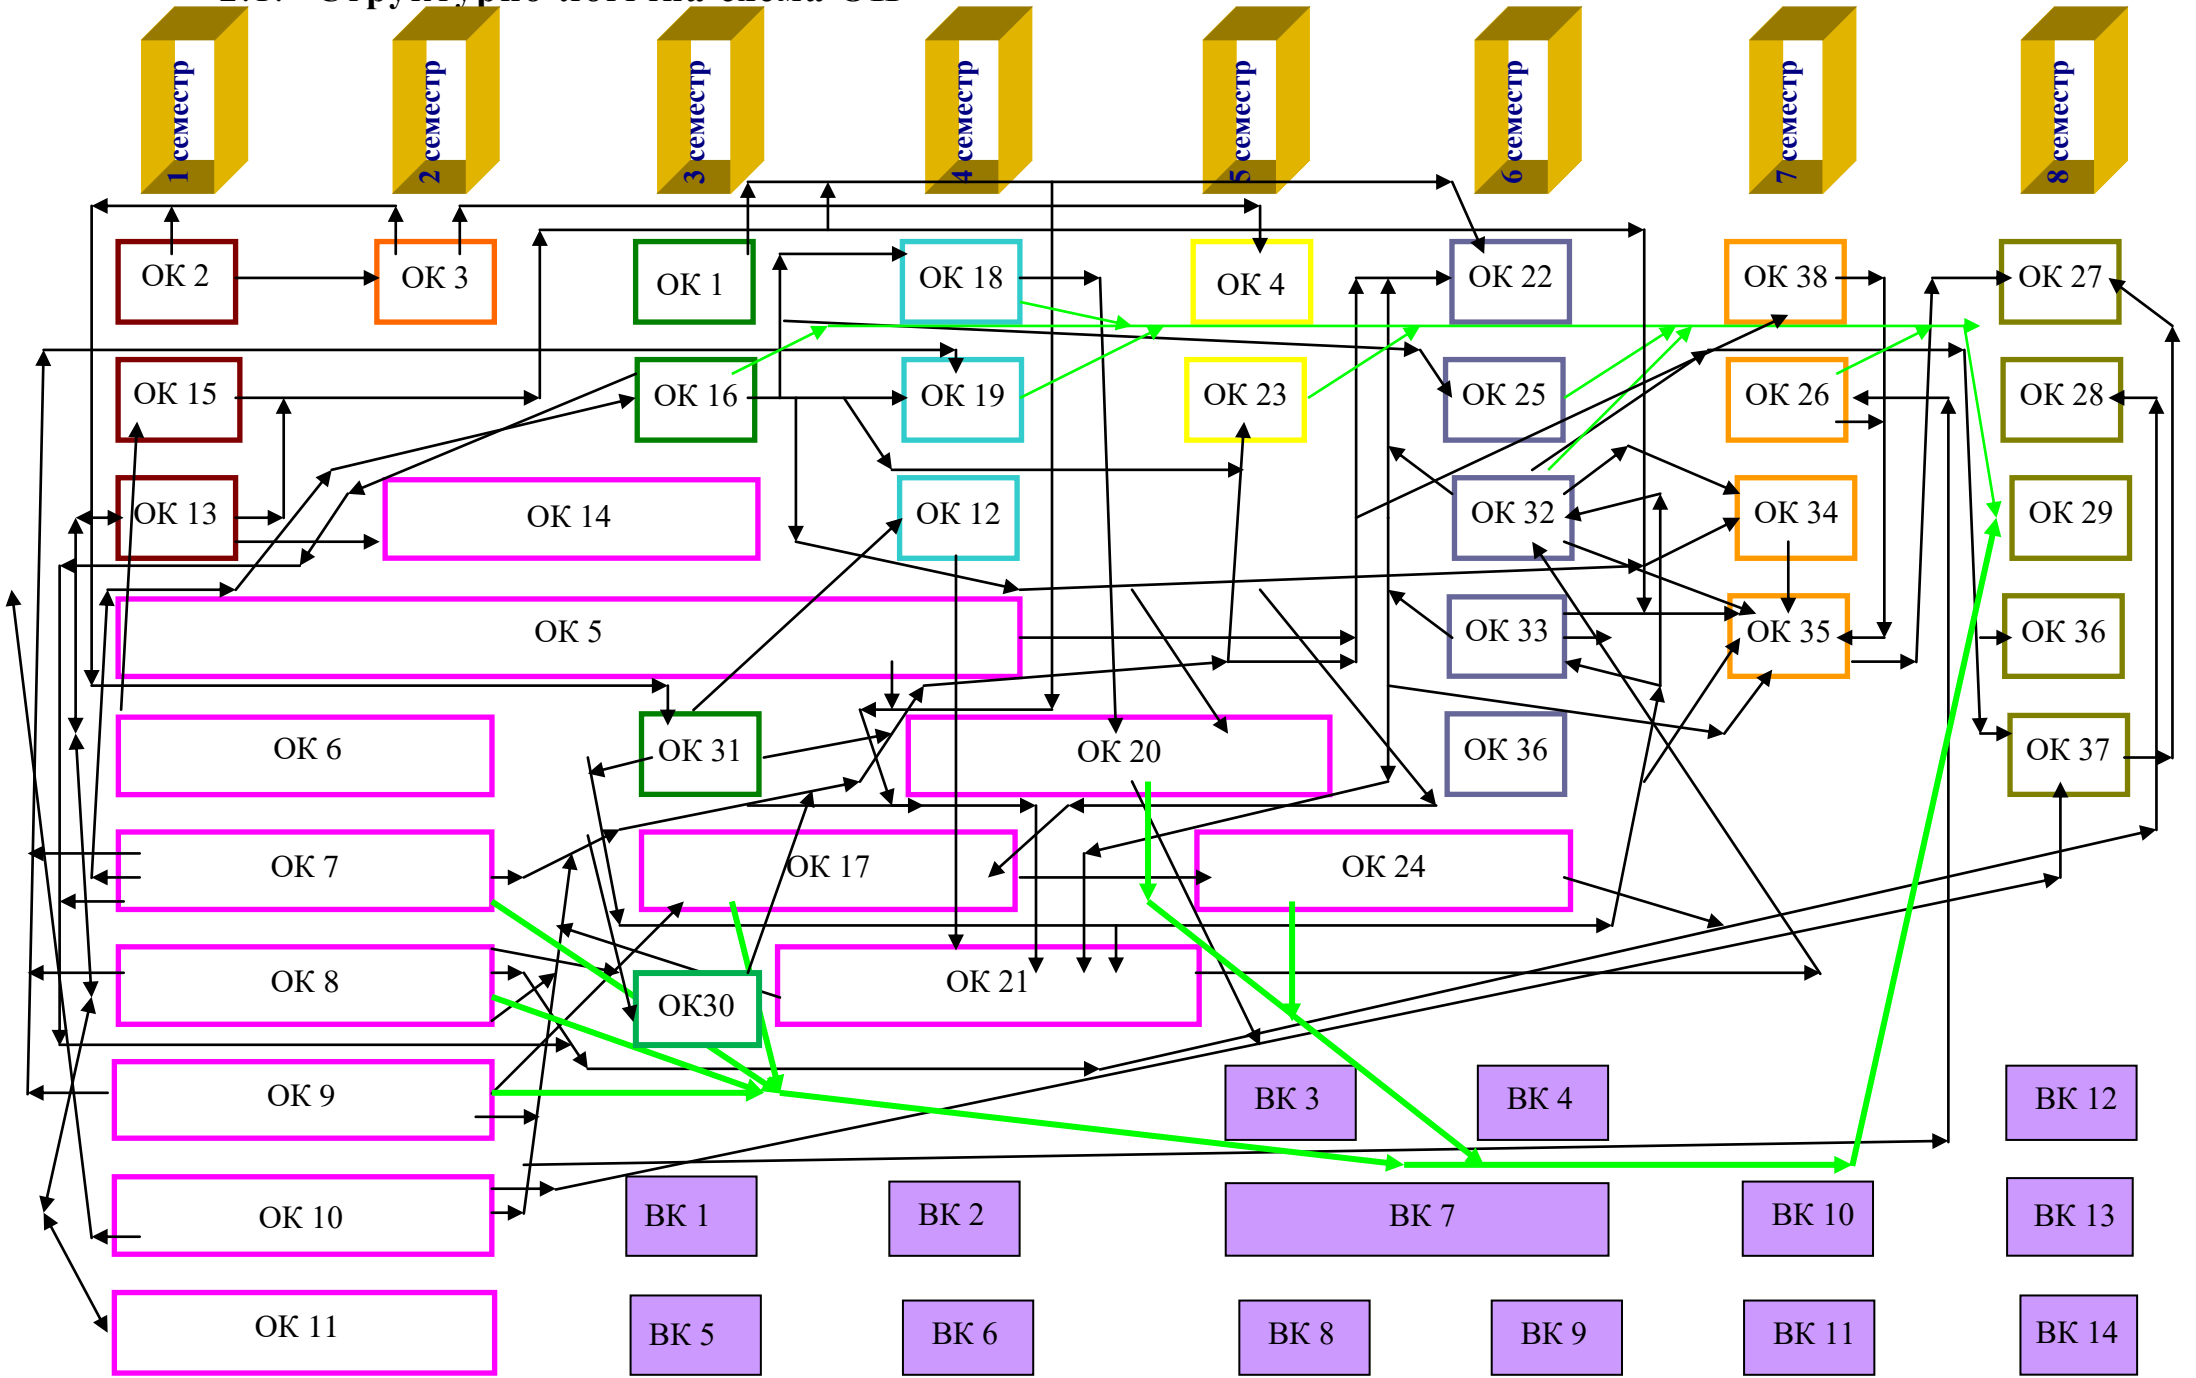 1 семестр
2 семестр
3 семестр
4 семестр
5 семестр
6 семестр
7 семестр
8 семестр
ОК 2
ОК 3
ОК 1
ОК 18
ОК 4
ОК 22
ОК 38
ОК 27
ОК 15
ОК 16
ОК 19
ОК 23
ОК 25
ОК 26
ОК 28
ОК 13
ОК 14
ОК 12
ОК 32
ОК 34
ОК 29
ОК 5
ОК 33
ОК 35
ОК 36
ОК 6
ОК 31
ОК 20
ОК 36
ОК 37
ОК 7
ОК 17
ОК 24
ОК 8
ОК30
ОК 21
ОК 9
ВК 3
ВК 4
ВК 12
ОК 10
ВК 1
ВК 2
ВК 7
ВК 10
ВК 13
ОК 11
ВК 5
ВК 6
ВК 8
ВК 9
ВК 11
ВК 14